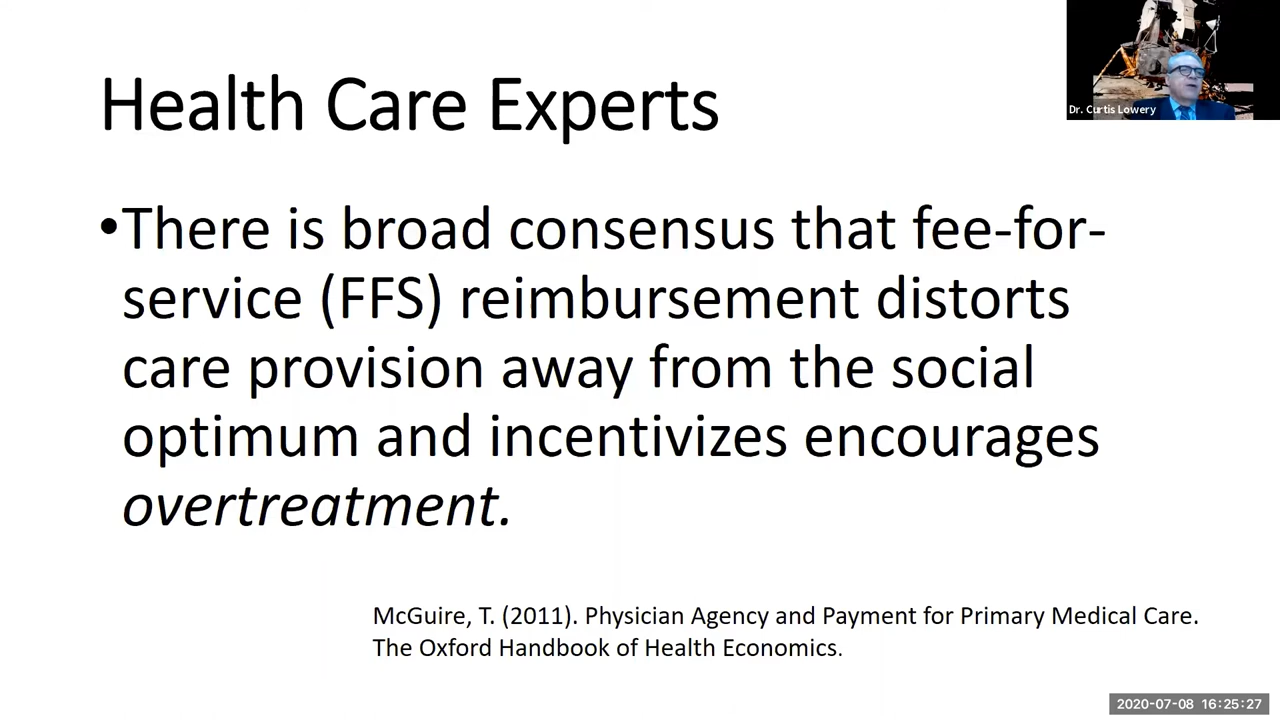 Health Care Experts
Dr. Curtis Lowery
•There is broad consensus that fee-for-
service (FFS) reimbursement distorts
care provision away from the social
optimum and incentivizes encourages
overtreatment.
McGuire, T. (2011). Physician Agency and Payment for Primary Medical Care.
The Oxford Handbook of Health Economics.
2020-07-08 16:25:27